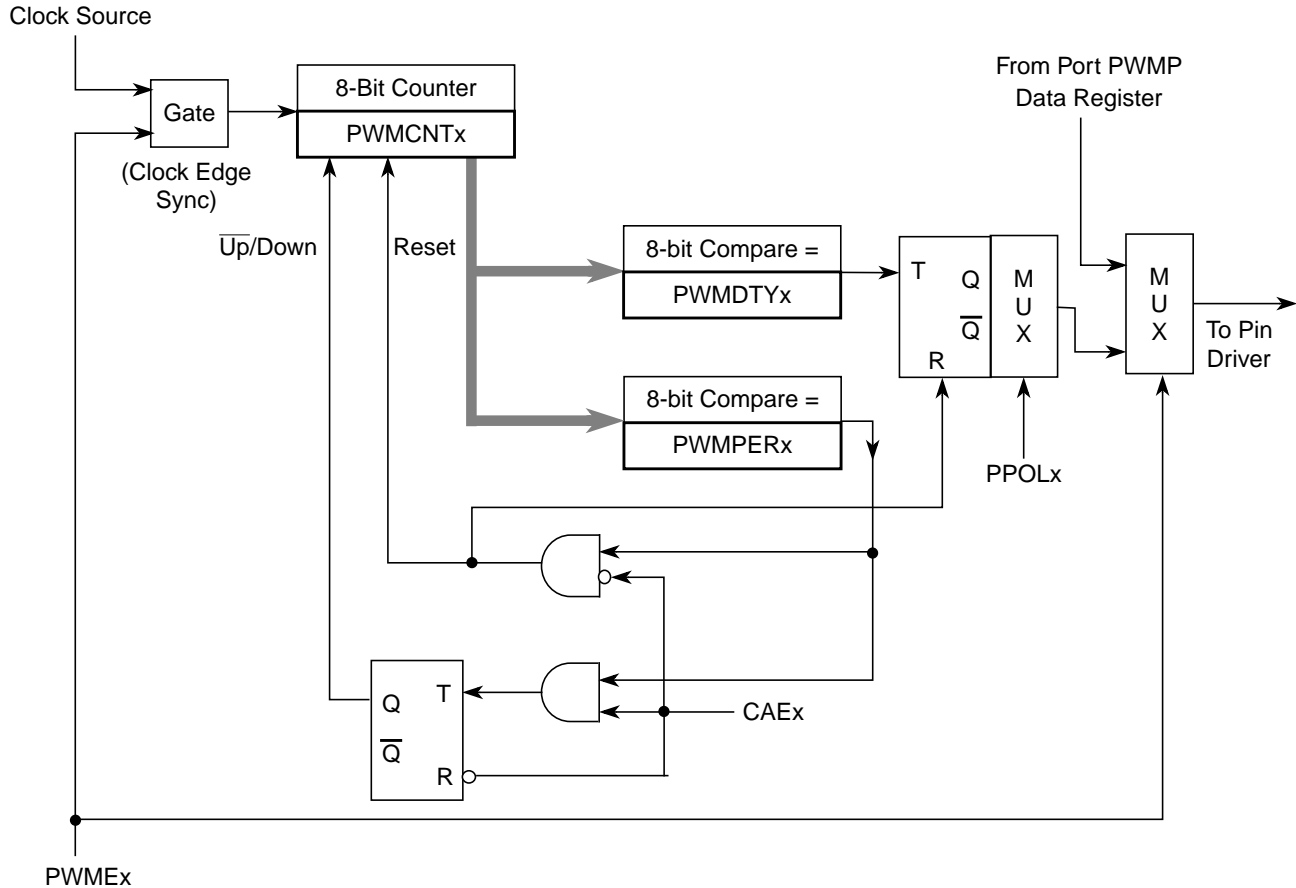 Clock Source
From Port PWMP
Data Register
8-Bit Counter
Gate
PWMCNTx
(Clock Edge
Sync)
U̅p̅/Down
Reset
8-bit Compare =
PWMDTYx
T
Q
Q̅
R
M
U
X
M
U
X
To Pin
Driver
8-bit Compare =
PWMPERx
PPOLx
Q
T
Q̅
R
CAEx
PWMEx